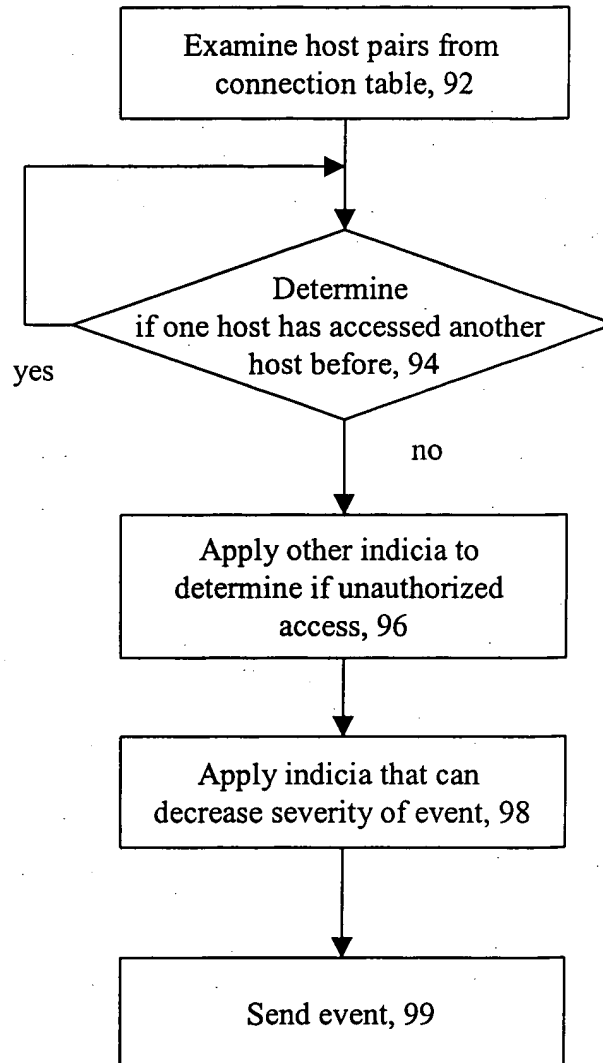 Examine host pairs from
connection table, 92
Determine
if one host has accessed another
host before, 94
yes
no
Apply other indicia to
determine if unauthorized
access, 96
Apply indicia that can
decrease severity of event, 98
Send event, 99